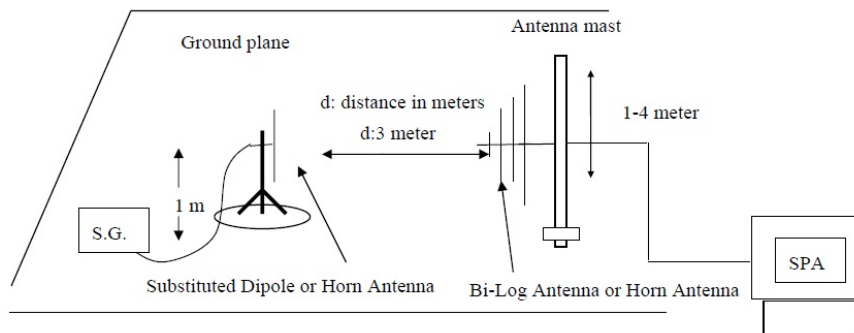 Antenna mast
Ground plane
d: distance in meters
d:3 meter
1-4 meter
1 m
S.G.
SPA
Substituted Dipole or Horn Antenna
Bi-Log Antenna or Horn Antenna